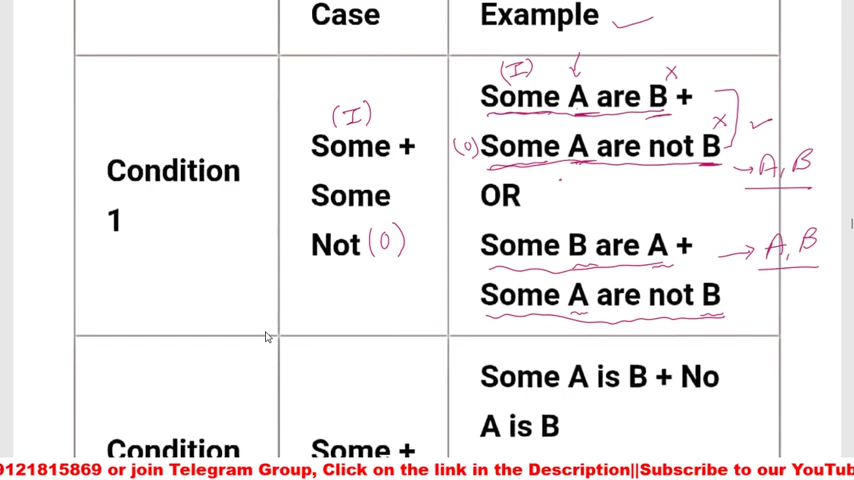 Case
Example
Condition
1
(I)
Some +
Some
Not (O)
(I)
x
Some A are B +
x
(O) Some A are not B
→ A, B
OR
Some B are A +
→ A, B
Some A are not B
Some A is B + No
A is B
Condition
Some +
9121815869 or join Telegram Group, Click on the link in the Description||Subscribe to our YouTub